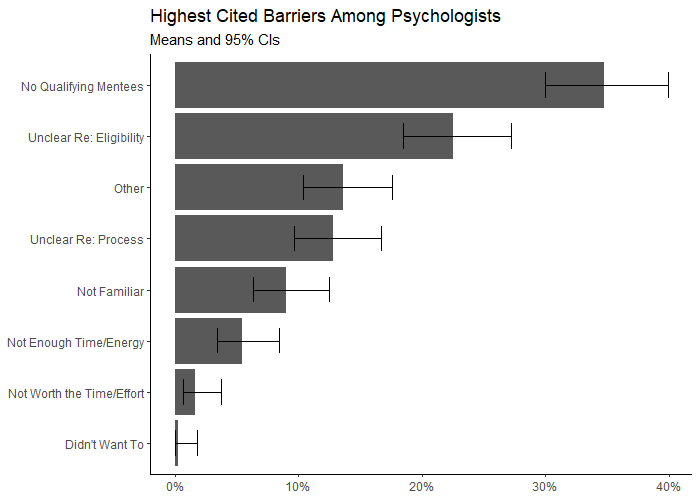 Highest Cited Barriers Among Psychologists
Means and 95% CIs
No Qualifying Mentees
Unclear Re: Eligibility
Other
Unclear Re: Process
Not Familiar
Not Enough Time/Energy
Not Worth the Time/Effort
Didn't Want To
0% 10% 20% 30% 40%